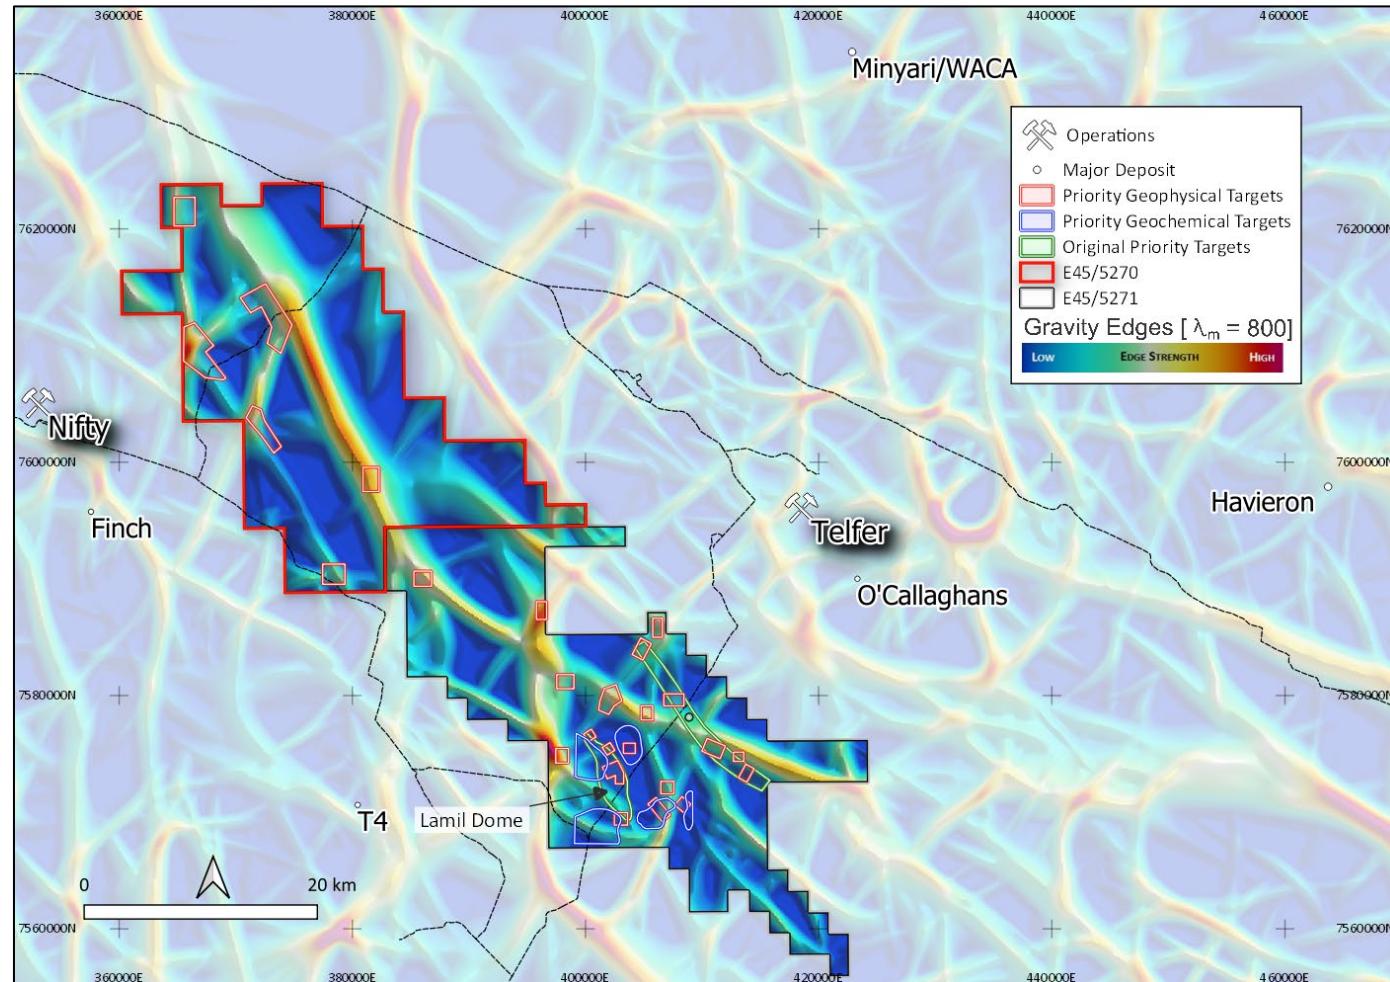 360000E 380000E 400000E 420000E 440000E 460000E
Minyari/WACA
Operations
Major Deposit
Priority Geophysical Targets
Priority Geochemical Targets
Original Priority Targets
E45/5270
E45/5271
Gravity Edges [ λm = 800]
Low Edge Strength High
7620000N 7620000N
Nifty
7600000N 7600000N
Finch
Telfer
Havieron
O'Callaghans
7580000N 7580000N
T4
Lamil Dome
0 20 km
7560000N 7560000N
360000E 380000E 400000E 420000E 440000E 460000E